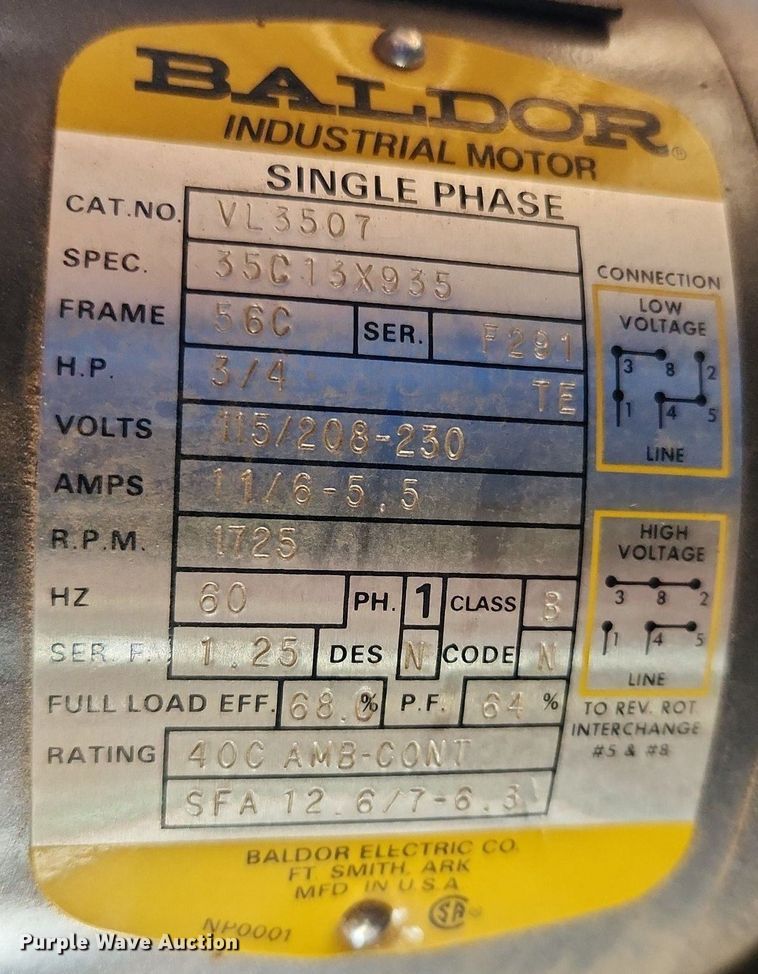 BALDOR®
INDUSTRIAL MOTOR
SINGLE PHASE
CAT.NO. VL3507
SPEC. 35C13X935
FRAME 56C SER. F291
H.P. 3/4 TE
VOLTS 115/208-230
AMPS 11/6-5.5
R.P.M. 1725
HZ 60 PH. 1 CLASS B
SER. F. 1.25 DES N CODE N
FULL LOAD EFF. 68.0 % P.F. 64 %
RATING 40C AMB-CONT
SFA 12.6/7-6.3
CONNECTION
LOW
VOLTAGE
3 8 2
1 4 5
LINE
HIGH
VOLTAGE
3 8 2
1 4 5
LINE
TO REV. ROT.
INTERCHANGE
#5 & #8
BALDOR ELECTRIC CO.
FT. SMITH, ARK
MFD. IN U.S.A
NP0001
SA
Purple Wave Auction